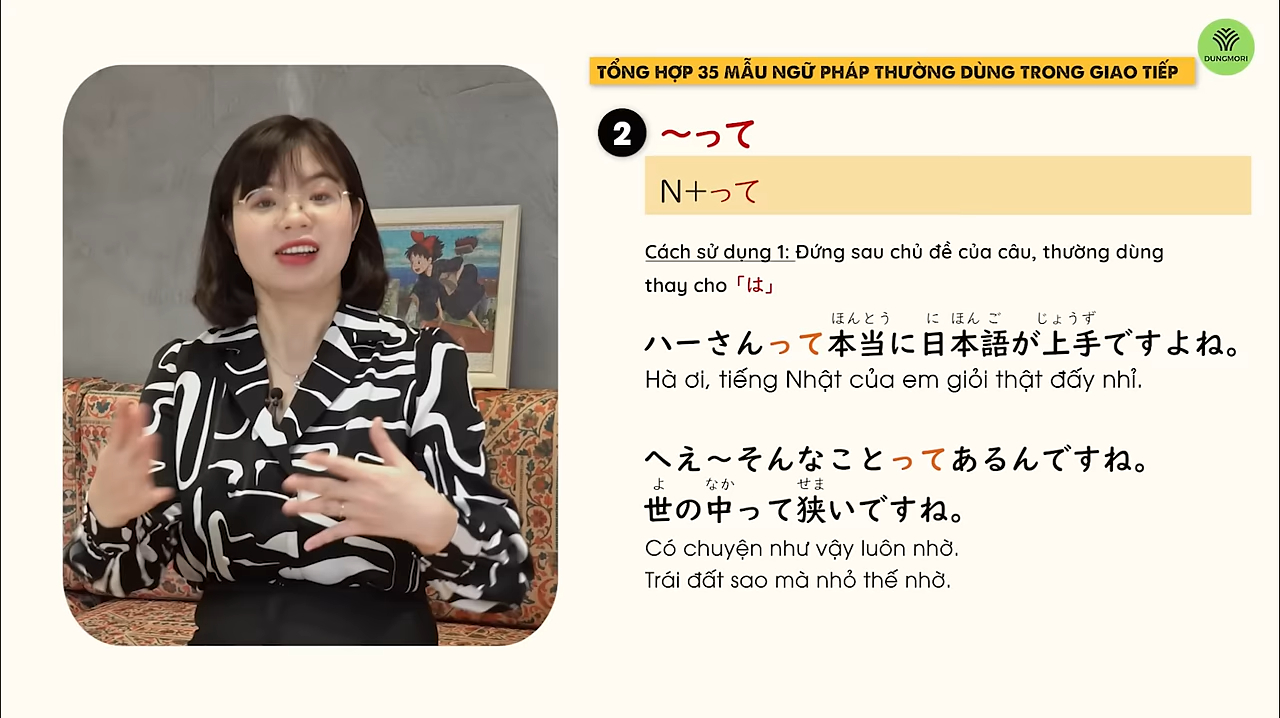 DUNGMORI
TỔNG HỢP 35 MẪU NGỮ PHÁP THƯỜNG DÙNG TRONG GIAO TIẾP
2 ～って
N+って
Cách sử dụng 1: Đứng sau chủ đề của câu, thường dùng
thay cho「は」
ほんとう に ほん ご じょうず
ハーさんって本当に日本語が上手ですよね。
Hà ơi, tiếng Nhật của em giỏi thật đấy nhỉ.
へえ～そんなことってあるんですね。
よ なか せま
世の中って狭いですね。
Có chuyện như vậy luôn nhờ.
Trái đất sao mà nhỏ thế nhờ.